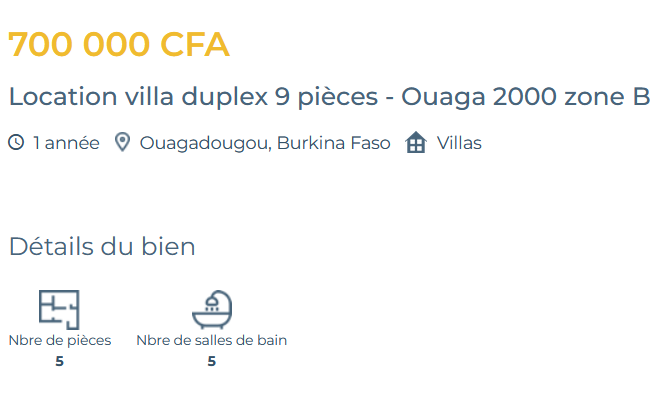 700 000 CFA
Location villa duplex 9 pièces - Ouaga 2000 zone B
1 année Ouagadougou, Burkina Faso Villas
Détails du bien
Nbre de pièces Nbre de salles de bain
5 5